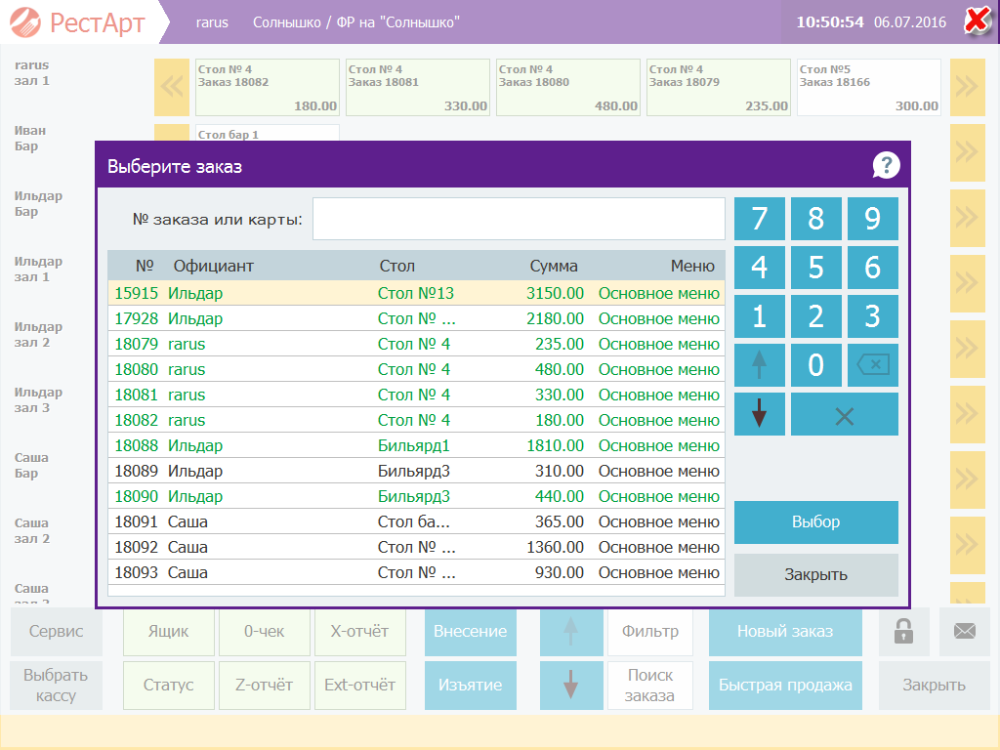 РестАрт
rarus Солнышко / ФР на "Солнышко"
10:50:54 06.07.2016
rarus
зал 1
Стол № 4
Заказ 18082
180.00
Стол № 4
Заказ 18081
330.00
Стол № 4
Заказ 18080
480.00
Стол № 4
Заказ 18079
235.00
Стол №5
Заказ 18166
300.00
Иван
Бар
Стол бар 1
Ильдар
Бар
Ильдар
зал 1
Ильдар
зал 2
Ильдар
зал 3
Саша
Бар
Саша
зал 2
Саша
Выберите заказ
?
№ заказа или карты:
№ Официант Стол Сумма Меню
15915 Ильдар Стол №13 3150.00 Основное меню
17928 Ильдар Стол № ... 2180.00 Основное меню
18079 rarus Стол № 4 235.00 Основное меню
18080 rarus Стол № 4 480.00 Основное меню
18081 rarus Стол № 4 330.00 Основное меню
18082 rarus Стол № 4 180.00 Основное меню
18088 Ильдар Бильярд1 1810.00 Основное меню
18089 Ильдар Бильярд3 310.00 Основное меню
18090 Ильдар Бильярд3 440.00 Основное меню
18091 Саша Стол ба... 365.00 Основное меню
18092 Саша Стол № ... 1360.00 Основное меню
18093 Саша Стол № ... 930.00 Основное меню
7 8 9
4 5 6
1 2 3
0
Выбор
Закрыть
Сервис Ящик 0-чек X-отчёт Внесение Фильтр Новый заказ
Выбрать
кассу
Статус Z-отчёт Ext-отчёт Изъятие
Поиск
заказа
Быстрая продажа Закрыть